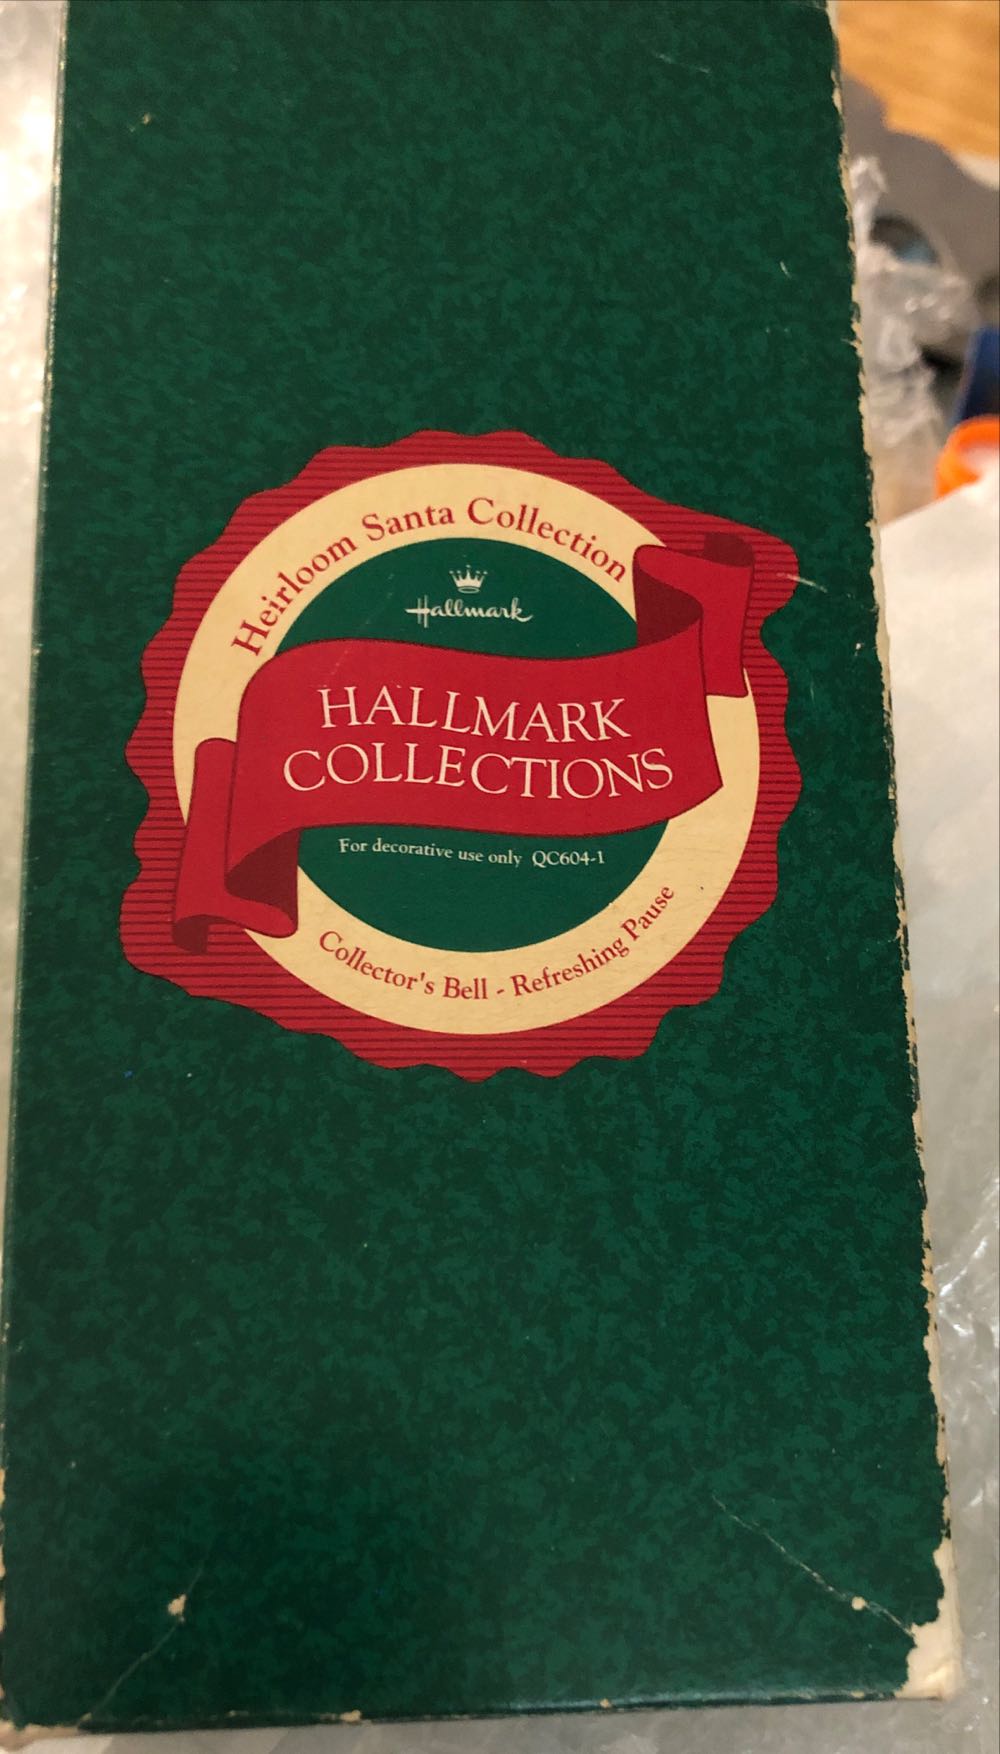 Heirloom Santa Collection
Hallmark
HALLMARK
COLLECTIONS
For decorative use only QC604-1
Collector's Bell - Refreshing Pause